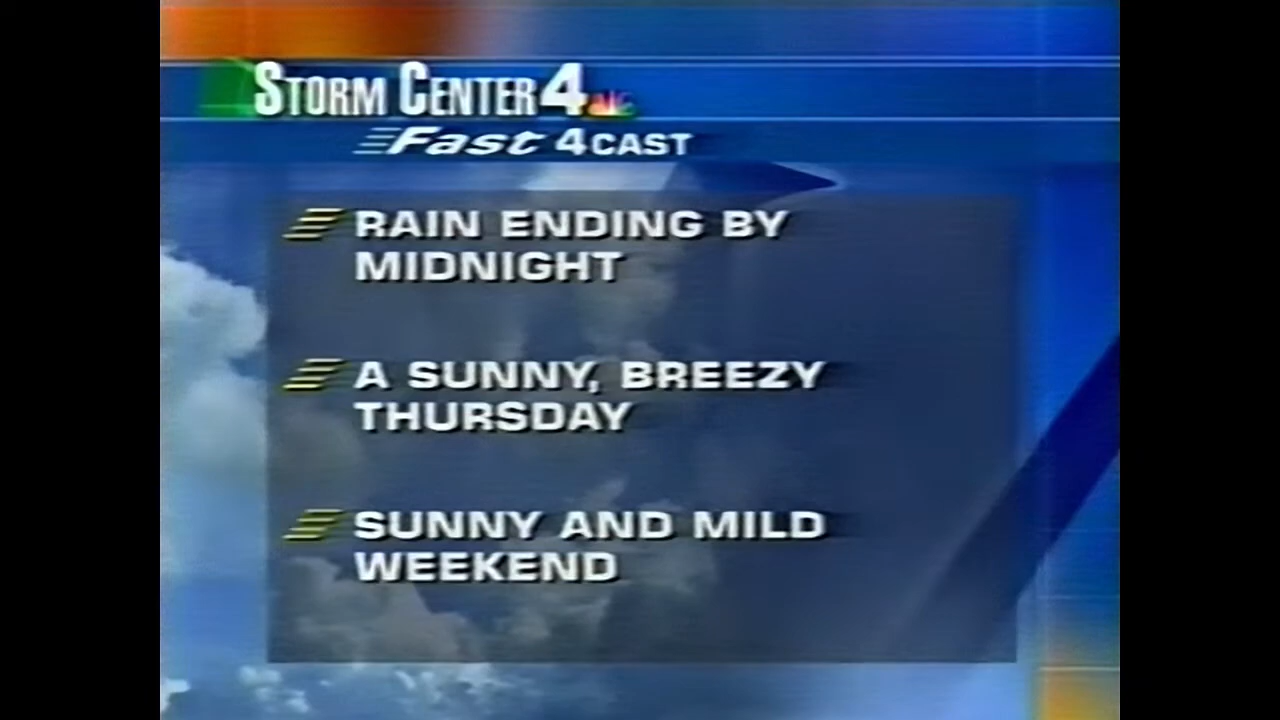 STORM CENTER 4
Fast 4CAST
RAIN ENDING BY
MIDNIGHT
A SUNNY, BREEZY
THURSDAY
SUNNY AND MILD
WEEKEND